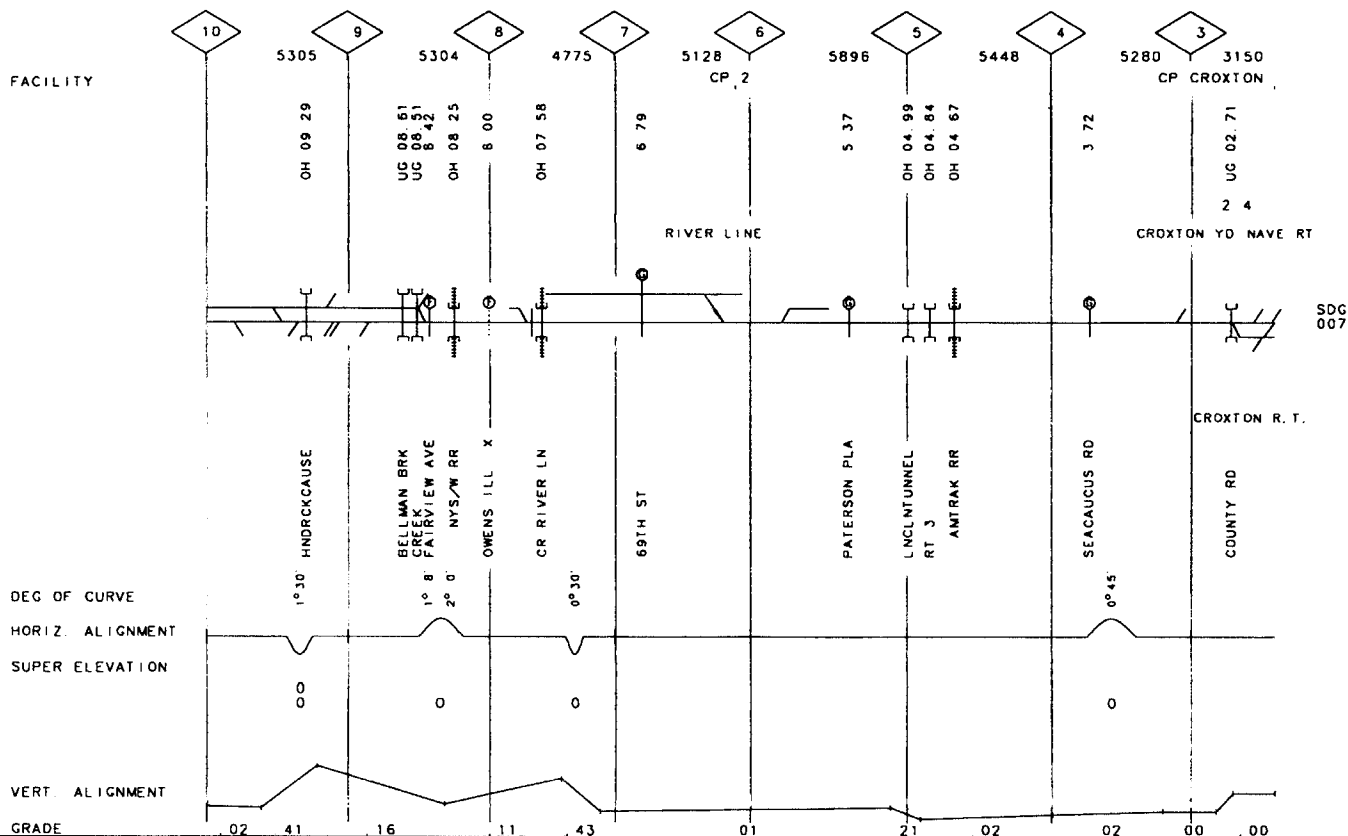 10 9 8 7 6 5 4 3
5305 5304 4775 5128 5896 5448 5280 3150
FACILITY
CP 2
CP CROXTON
OH 09 29
UG 08.61
UG 08.51
8 42
OH 08 25
8 00
OH 07 58
6 79
5 37
OH 04.99
OH 04.84
OH 04 67
3 72
UG 02.71
2 4
RIVER LINE
CROXTON YD NAVE RT
F F G G G
SDG
007
CROXTON R.T.
HNDRCKCAUSE
BELLMAN BRK
CREEK
FAIRVIEW AVE
NYS/W RR
OWENS ILL X
CR RIVER LN
69TH ST
PATERSON PLA
LNCLNTUNNEL
RT 3
AMTRAK RR
SEACAUCUS RD
COUNTY RD
DEG OF CURVE
1° 30'
1° 8'
2° 0'
0° 30'
0° 45'
HORIZ. ALIGNMENT
SUPER ELEVATION
0
0 0 0 0
VERT. ALIGNMENT
GRADE .02 .41 .16 .11 .43 01 21 .02 02 00 .00